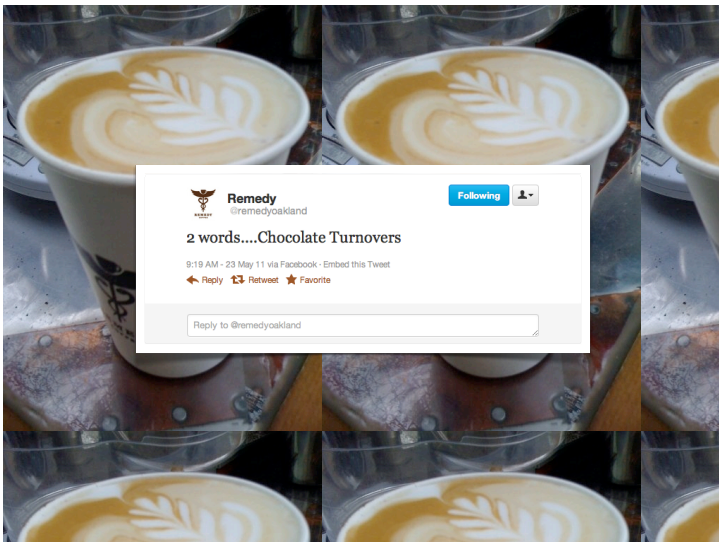 Remedy
@remedyoakland
Following
2 words....Chocolate Turnovers
9:19 AM - 23 May 11 via Facebook · Embed this Tweet
Reply Retweet Favorite
Reply to @remedyoakland